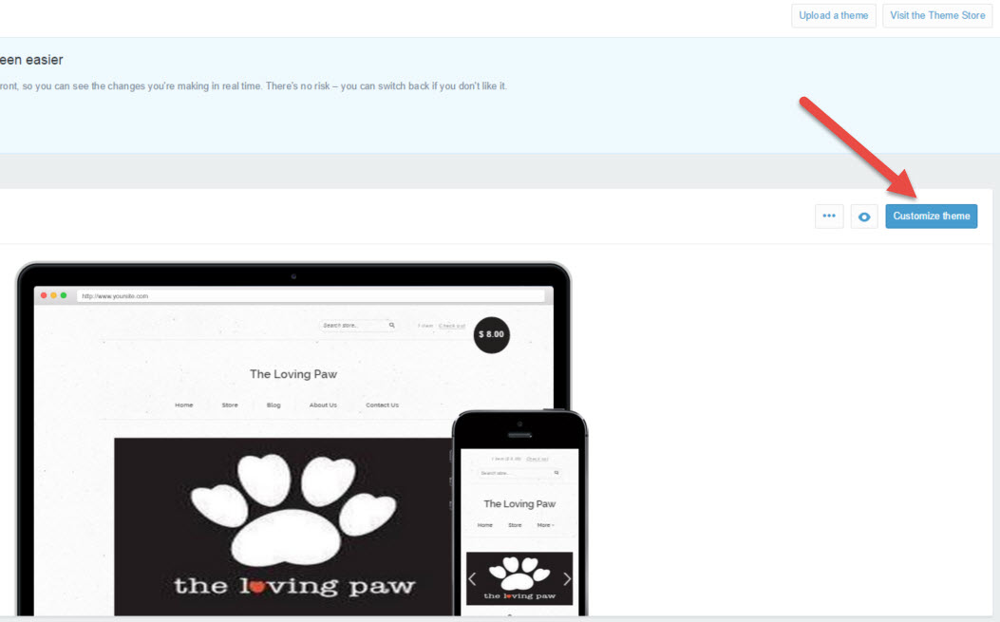 Upload a theme
Visit the Theme Store
een easier
ront, so you can see the changes you're making in real time. There's no risk – you can switch back if you don't like it.
•••
Customize theme
http://www.yoursite.com
Search store...
1 item
Check out
$ 8.00
The Loving Paw
Home
Store
Blog
About Us
Contact Us
the loving paw
1 item ($ 8.00)
Check out
Search store...
The Loving Paw
Home
Store
More
the loving paw